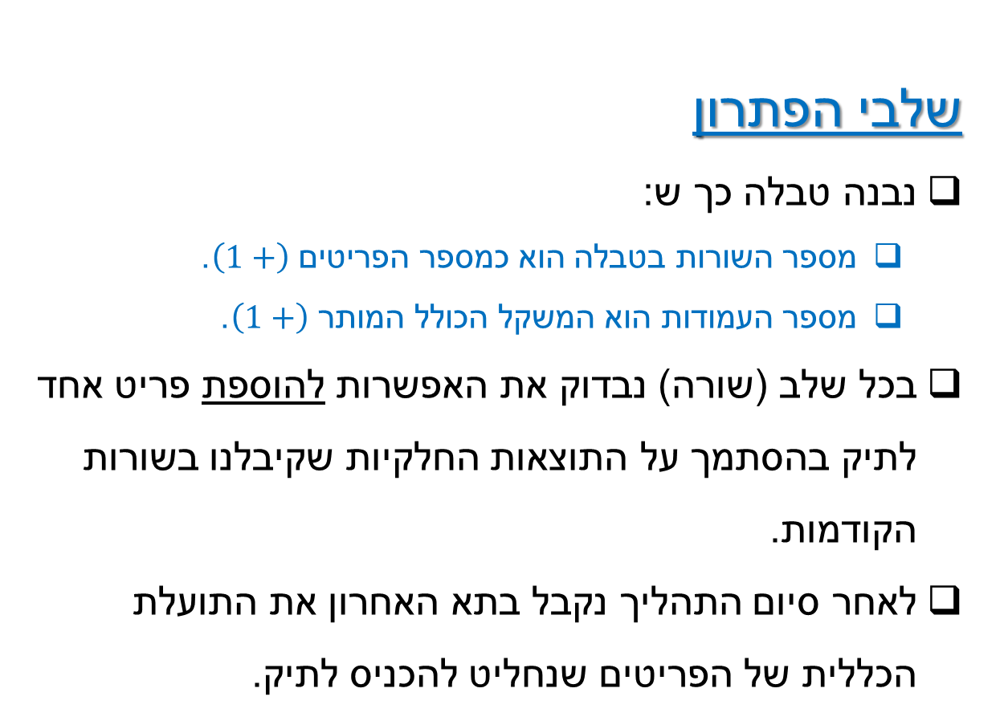 שלבי הפתרון
נבנה טבלה כך ש:
מספר השורות בטבלה הוא כמספר הפריטים (+ 1).
מספר העמודות הוא המשקל הכולל המותר (+ 1).
בכל שלב (שורה) נבדוק את האפשרות להוספת פריט אחד
לתיק בהסתמך על התוצאות החלקיות שקיבלנו בשורות
הקודמות.
לאחר סיום התהליך נקבל בתא האחרון את התועלת
הכללית של הפריטים שנחליט להכניס לתיק.